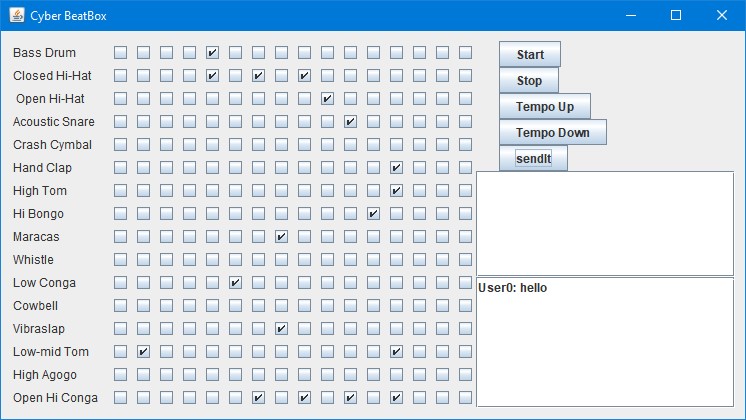 Cyber BeatBox
Bass Drum
Closed Hi-Hat
Open Hi-Hat
Acoustic Snare
Crash Cymbal
Hand Clap
High Tom
Hi Bongo
Maracas
Whistle
Low Conga
Cowbell
Vibraslap
Low-mid Tom
High Agogo
Open Hi Conga
Start
Stop
Tempo Up
Tempo Down
sendIt
User0: hello